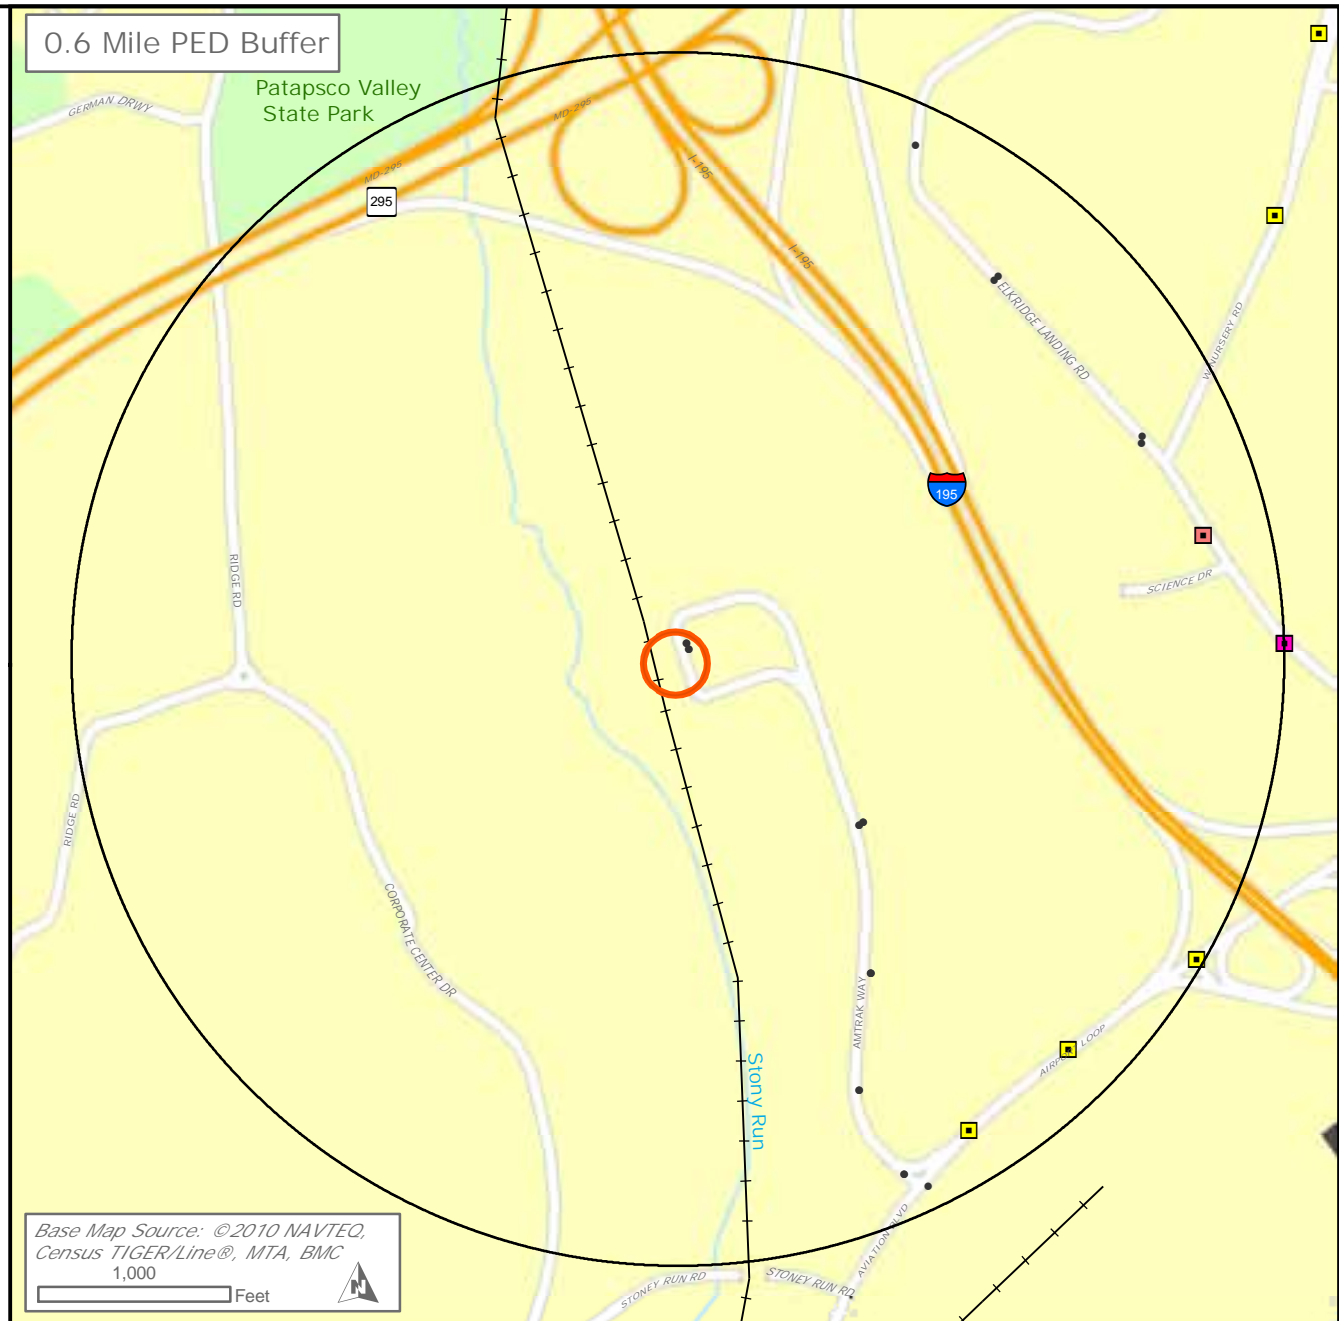 0.6 Mile PED Buffer
Patapsco Valley
State Park
GERMAN DRWY
MD-295
MD-295
295
I-195
I-195
ELKRIDGE LANDING RD
W NURSERY RD
195
SCIENCE DR
RIDGE RD
RIDGE RD
CORPORATE CENTER DR
AMTRAK WAY
AIRPORT LOOP
Stony Run
AVIATION BLVD
STONEY RUN RD
STONEY RUN RD
Base Map Source: ©2010 NAVTEQ,
Census TIGER/Line®, MTA, BMC
1,000
Feet
N